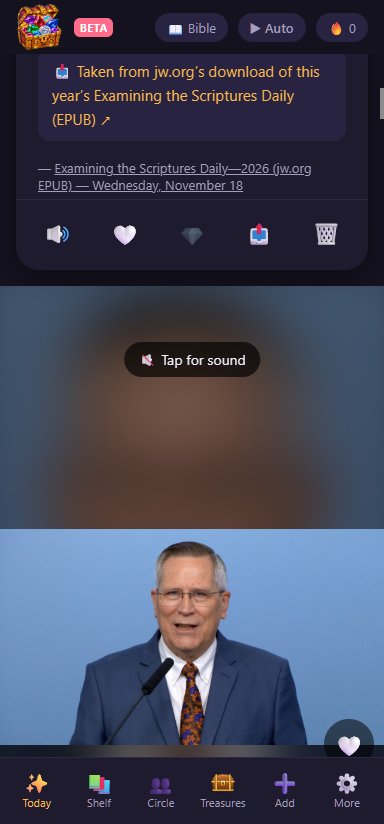 BETA
Bible
Auto
0
Taken from jw.org’s download of this
year’s Examining the Scriptures Daily
(EPUB) ↗
— Examining the Scriptures Daily—2026 (jw.org
EPUB) — Wednesday, November 18
Tap for sound
Today
Shelf
Circle
Treasures
Add
More